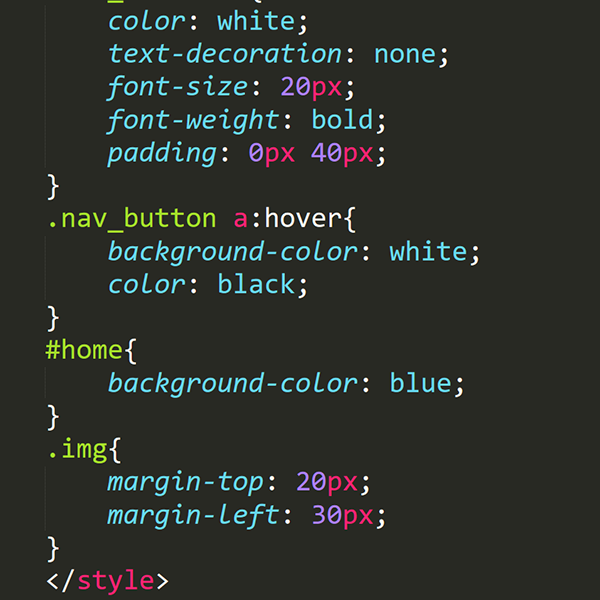 color: white;
text-decoration: none;
font-size: 20px;
font-weight: bold;
padding: 0px 40px;
}
.nav_button a:hover{
background-color: white;
color: black;
}
#home{
background-color: blue;
}
.img{
margin-top: 20px;
margin-left: 30px;
}
</style>